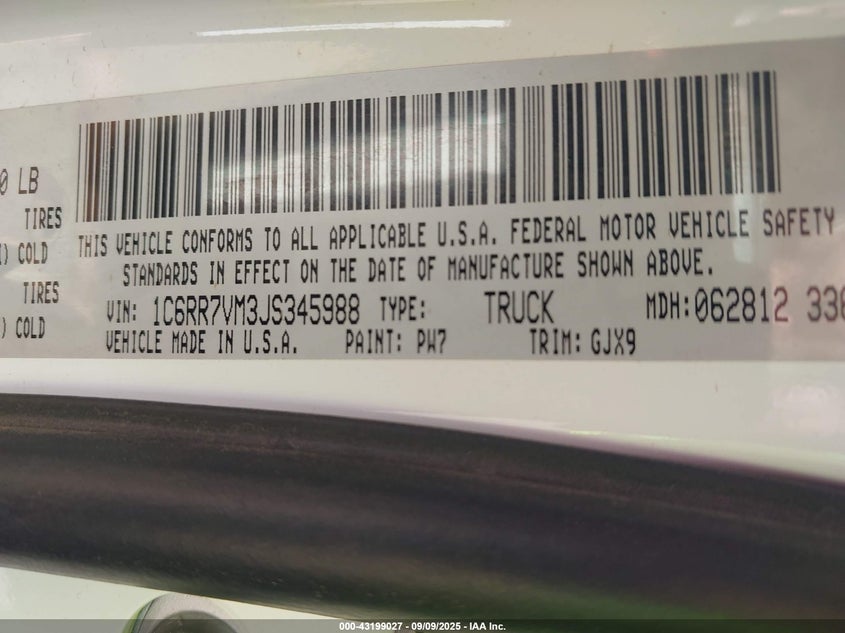 0 LB
TIRES
) COLD
TIRES
) COLD
THIS VEHICLE CONFORMS TO ALL APPLICABLE U.S.A. FEDERAL MOTOR VEHICLE SAFETY
STANDARDS IN EFFECT ON THE DATE OF MANUFACTURE SHOWN ABOVE.
VIN: 1C6RR7VM3JS345988 TYPE: TRUCK MDH: 062812 336
VEHICLE MADE IN U.S.A. PAINT: PW7 TRIM: GJX9
000-43199027 - 09/09/2025 - IAA Inc.